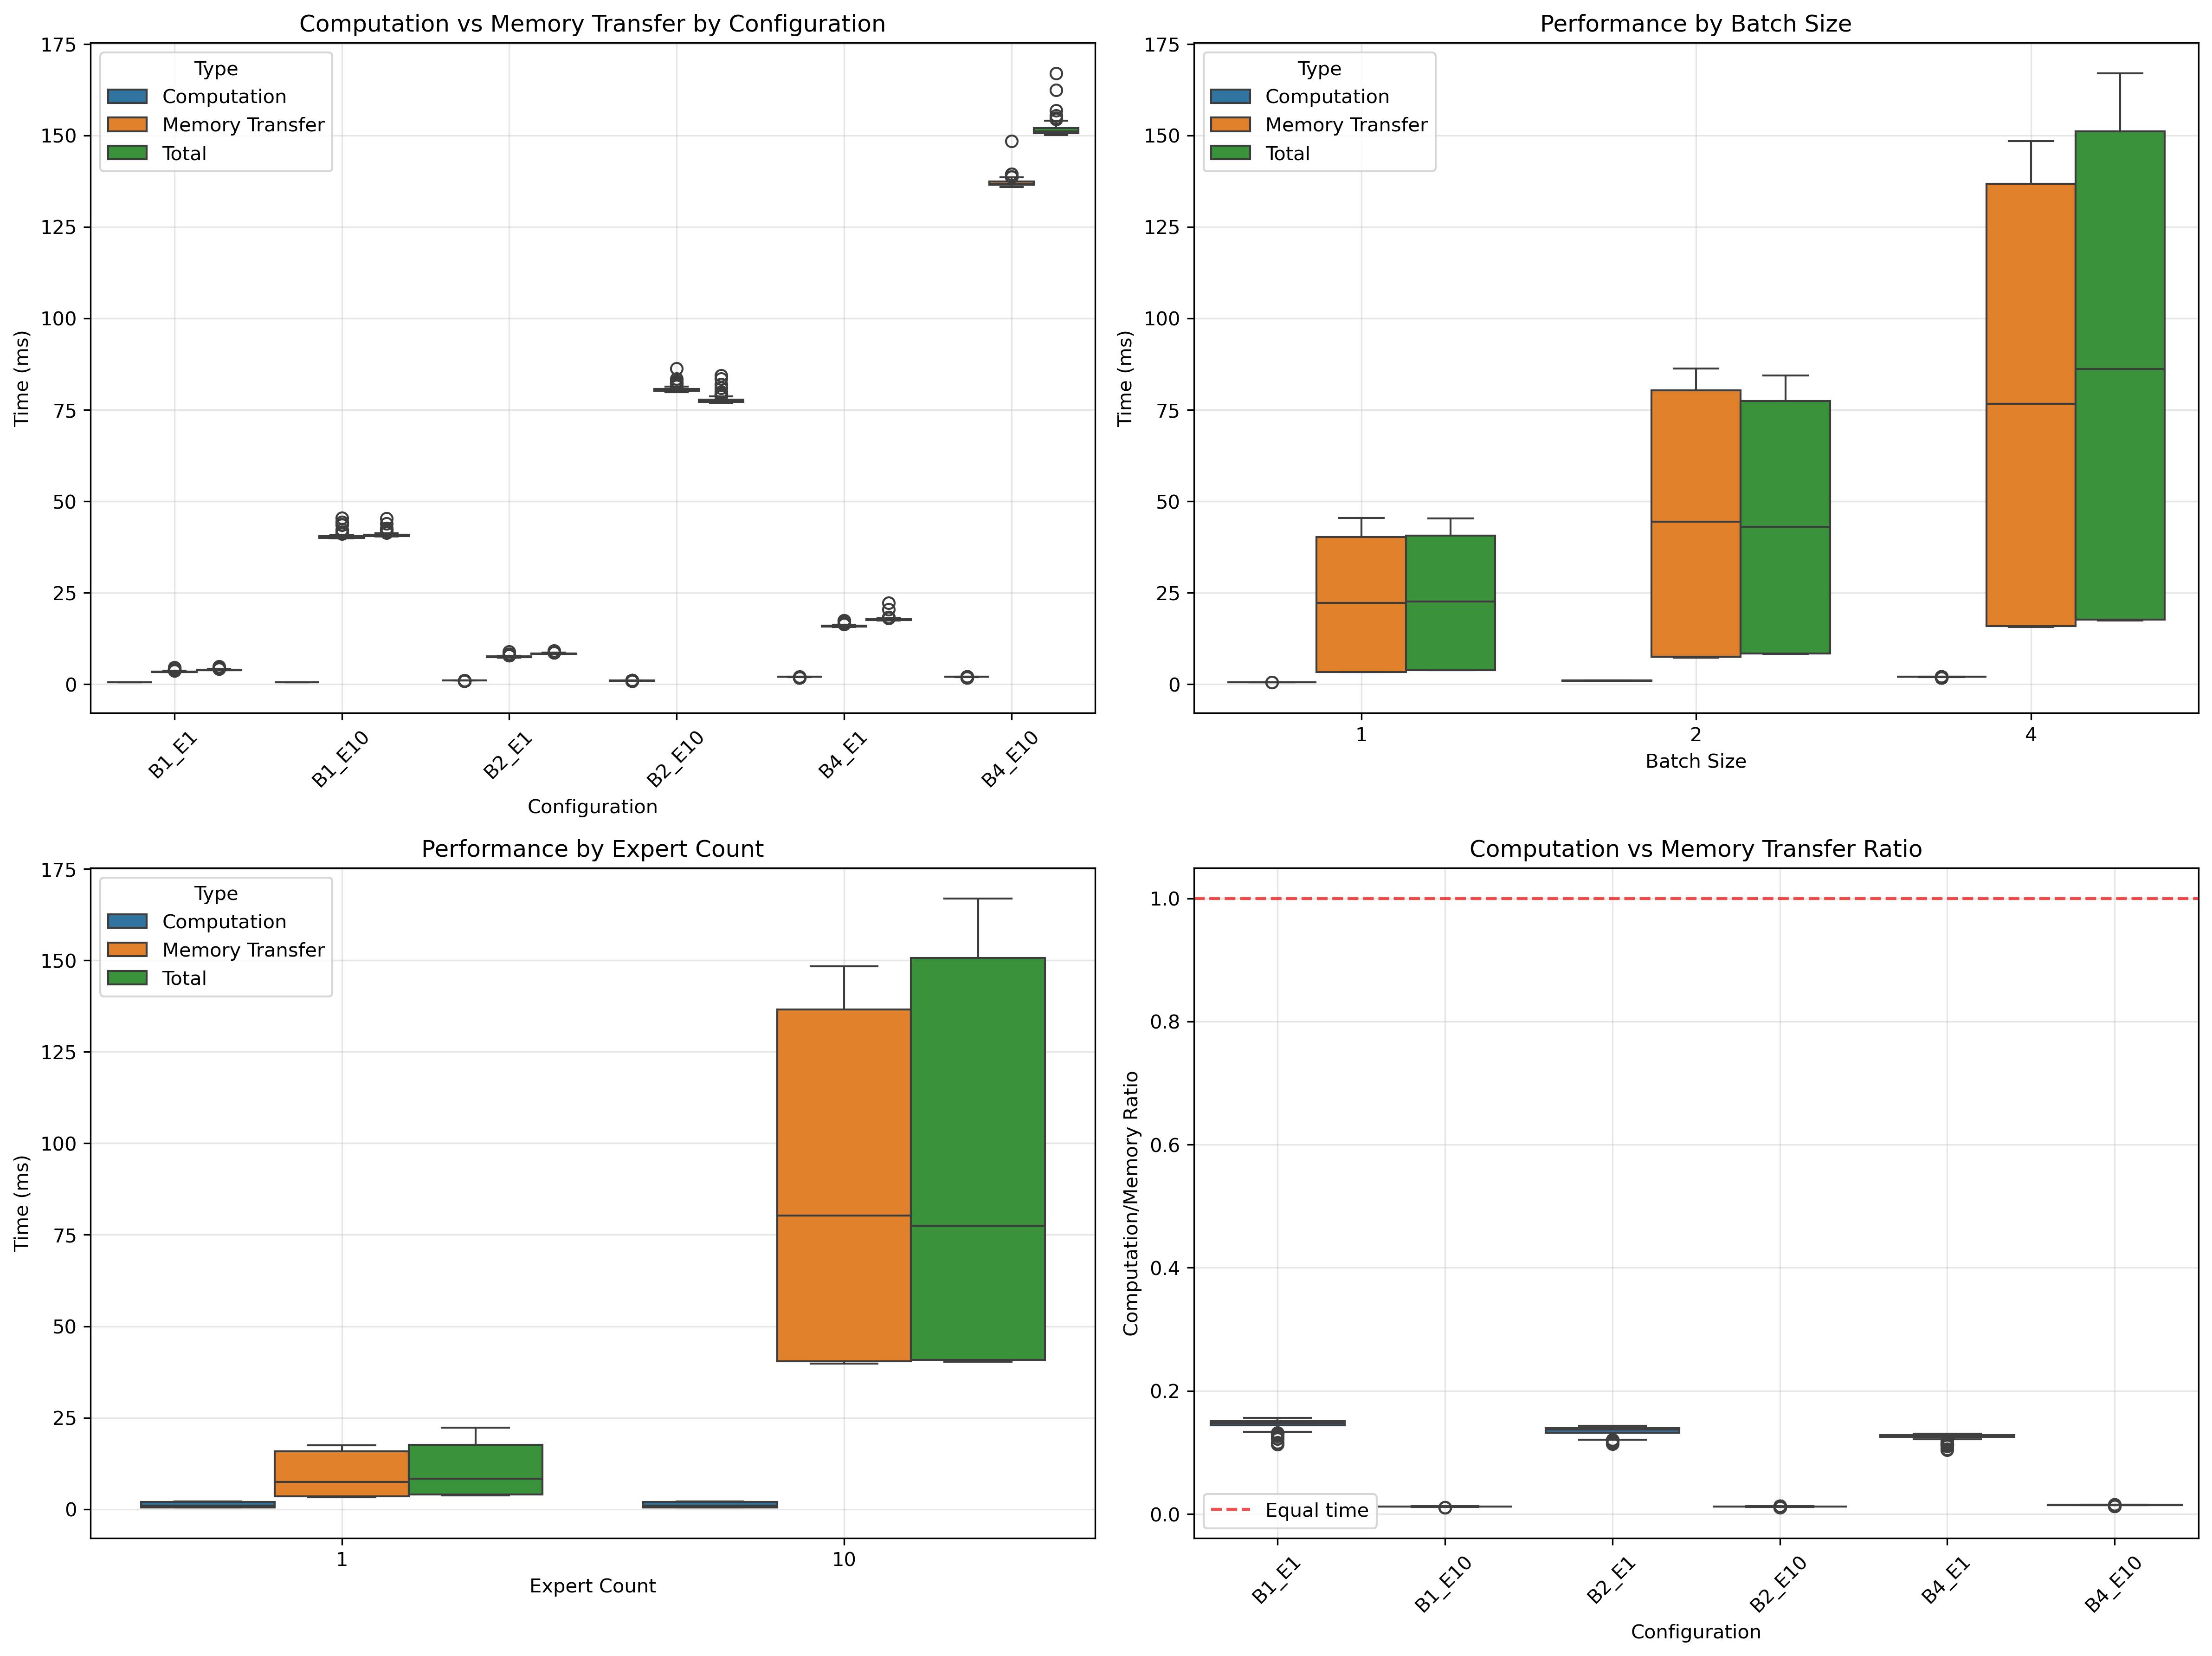 Computation vs Memory Transfer by Configuration
175
150
125
100
75
50
25
0
Time (ms)
Type
Computation
Memory Transfer
Total
B1_E1
B1_E10
B2_E1
B2_E10
B4_E1
B4_E10
Configuration
Performance by Batch Size
175
150
125
100
75
50
25
0
Time (ms)
Type
Computation
Memory Transfer
Total
1
2
4
Batch Size
Performance by Expert Count
175
150
125
100
75
50
25
0
Time (ms)
Type
Computation
Memory Transfer
Total
1
10
Expert Count
Computation vs Memory Transfer Ratio
1.0
0.8
0.6
0.4
0.2
0.0
Computation/Memory Ratio
Equal time
B1_E1
B1_E10
B2_E1
B2_E10
B4_E1
B4_E10
Configuration